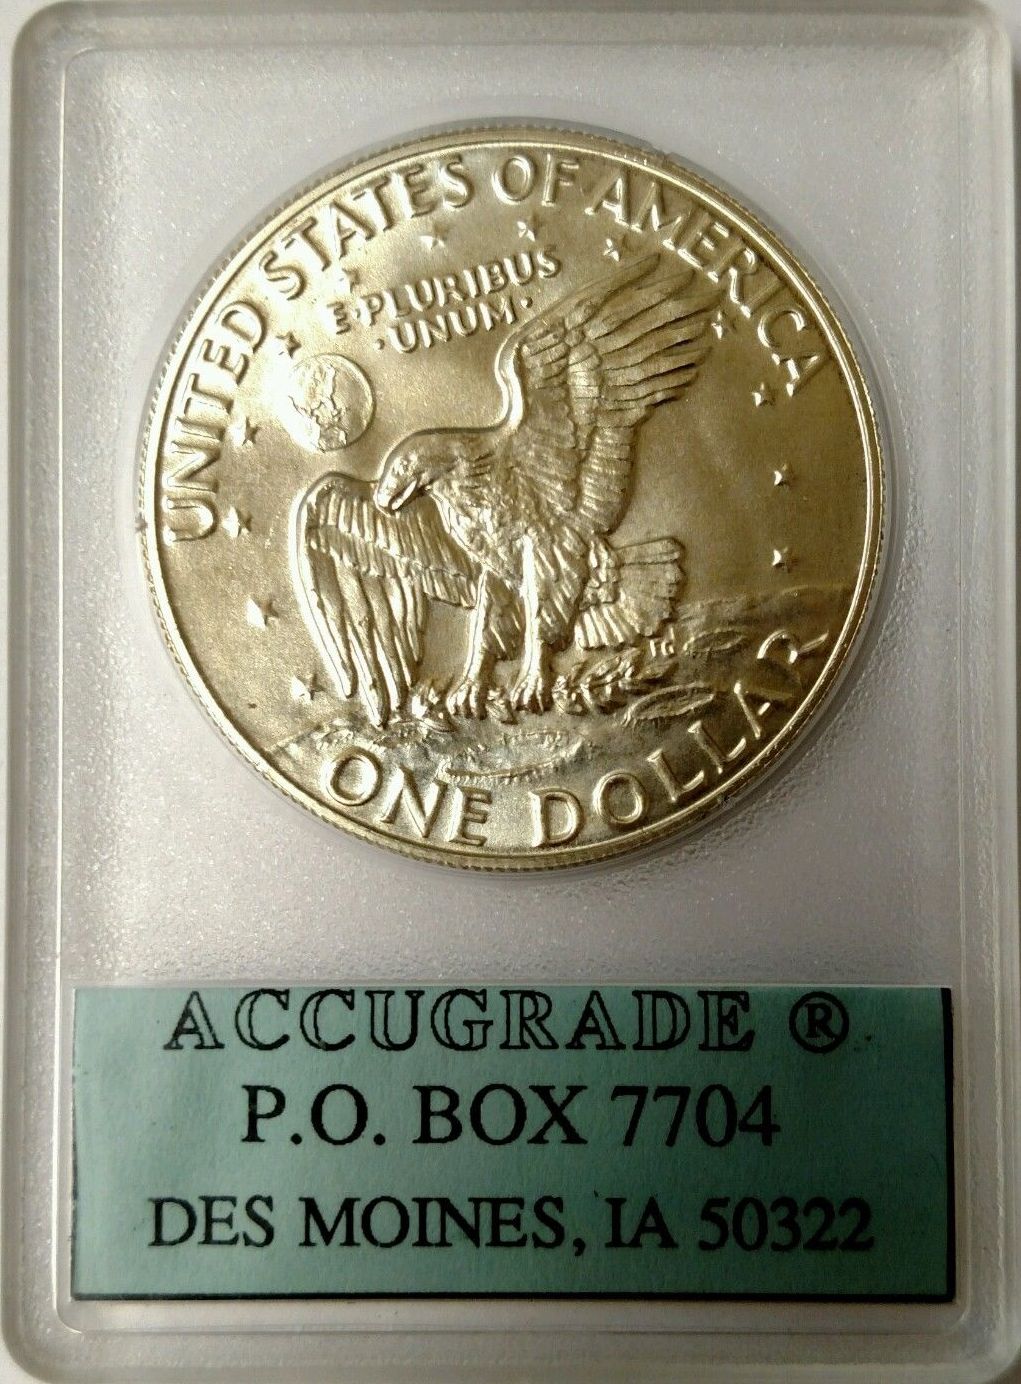 UNITED STATES OF AMERICA
E·PLURIBUS
·UNUM·
ONE DOLLAR
ACCUGRADE ®
P.O. BOX 7704
DES MOINES, IA 50322